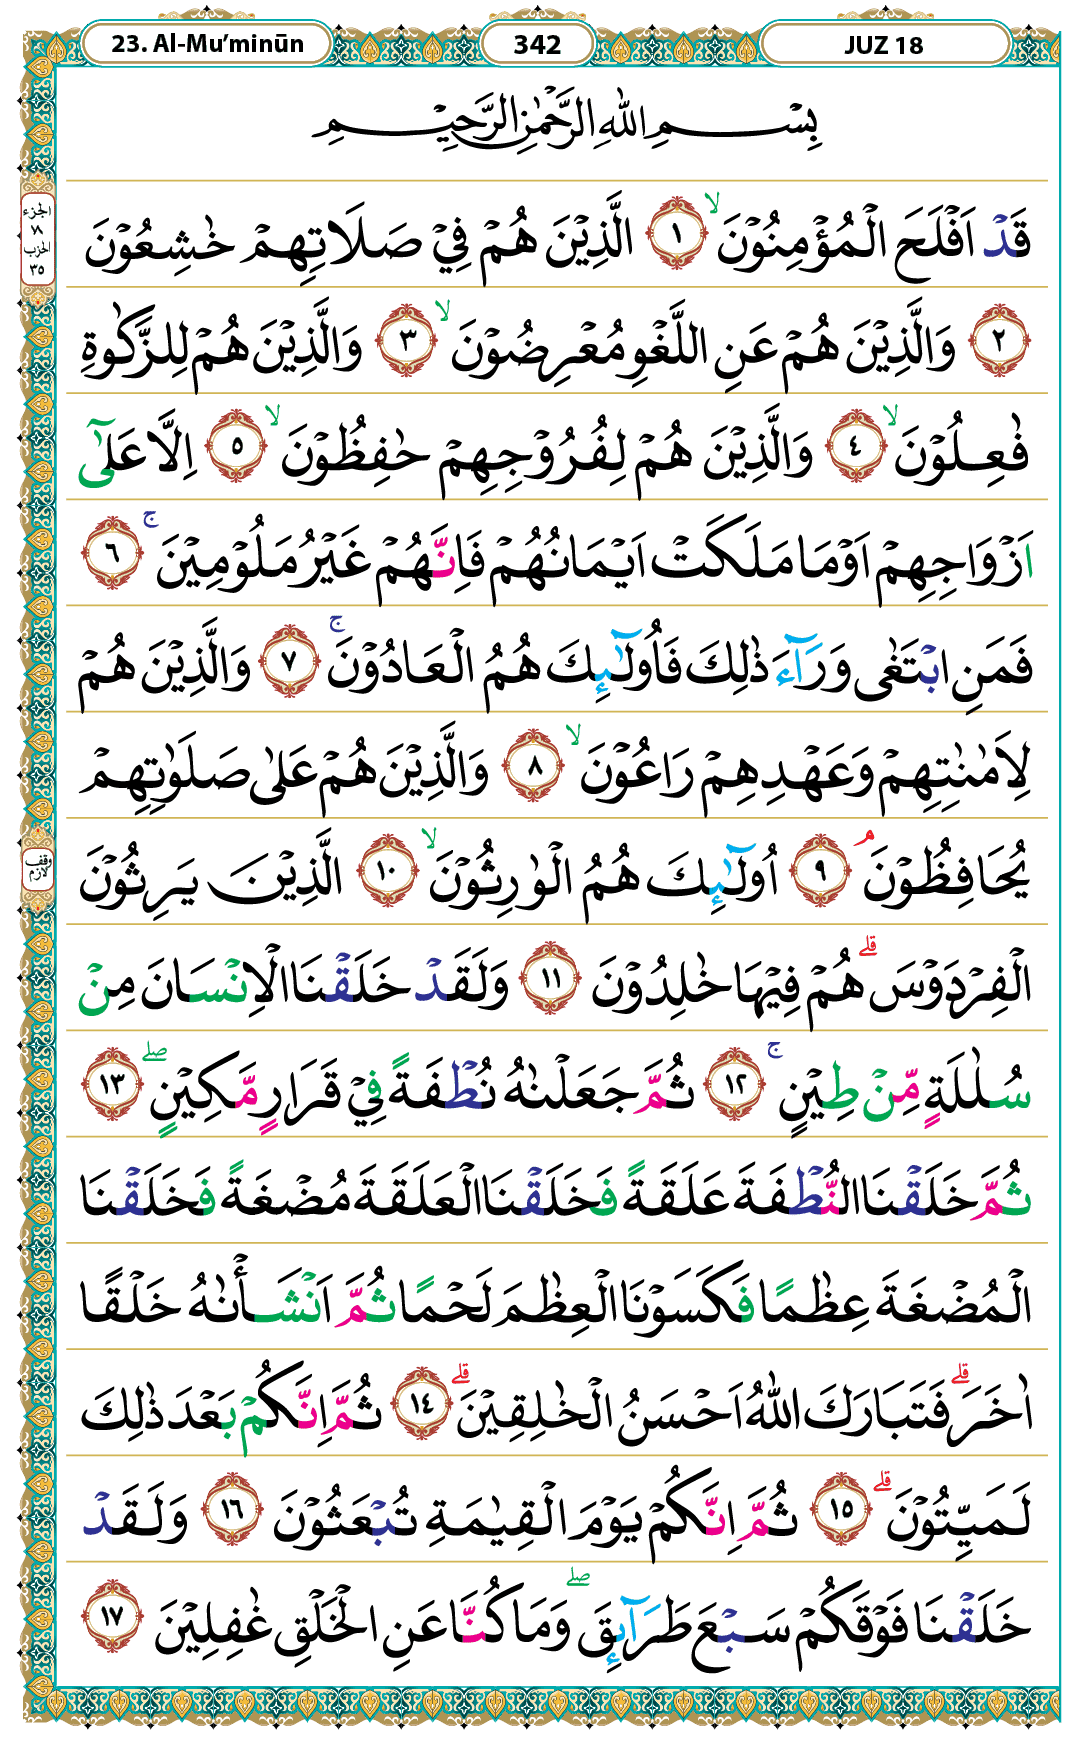 23. Al-Mu’minūn
342
JUZ 18
بِسْمِ اللّٰهِ الرَّحْمٰنِ الرَّحِيْمِ
قَدْ اَفْلَحَ الْمُؤْمِنُوْنَ ۙ ١ الَّذِيْنَ هُمْ فِيْ صَلَاتِهِمْ خٰشِعُوْنَ
٢ وَالَّذِيْنَ هُمْ عَنِ اللَّغْوِ مُعْرِضُوْنَ ۙ ٣ وَالَّذِيْنَ هُمْ لِلزَّكٰوةِ
فٰعِلُوْنَ ۙ ٤ وَالَّذِيْنَ هُمْ لِفُرُوْجِهِمْ حٰفِظُوْنَ ۙ ٥ اِلَّا عَلٰٓى
اَزْوَاجِهِمْ اَوْ مَا مَلَكَتْ اَيْمَانُهُمْ فَاِنَّهُمْ غَيْرُ مَلُوْمِيْنَ ۚ ٦
فَمَنِ ابْتَغٰى وَرَاۤءَ ذٰلِكَ فَاُولٰۤىِٕكَ هُمُ الْعَادُوْنَ ۚ ٧ وَالَّذِيْنَ هُمْ
لِاَمٰنٰتِهِمْ وَعَهْدِهِمْ رَاعُوْنَ ۙ ٨ وَالَّذِيْنَ هُمْ عَلٰى صَلَوٰتِهِمْ
يُحَافِظُوْنَ ۘ ٩ اُولٰۤىِٕكَ هُمُ الْوٰرِثُوْنَ ۙ ١٠ الَّذِيْنَ يَرِثُوْنَ
الْفِرْدَوْسَ ۗ هُمْ فِيْهَا خٰلِدُوْنَ ١١ وَلَقَدْ خَلَقْنَا الْاِنْسَانَ مِنْ
سُلٰلَةٍ مِّنْ طِيْنٍ ۚ ١٢ ثُمَّ جَعَلْنٰهُ نُطْفَةً فِيْ قَرَارٍ مَّكِيْنٍ ۖ ١٣
ثُمَّ خَلَقْنَا النُّطْفَةَ عَلَقَةً فَخَلَقْنَا الْعَلَقَةَ مُضْغَةً فَخَلَقْنَا
الْمُضْغَةَ عِظٰمًا فَكَسَوْنَا الْعِظٰمَ لَحْمًا ثُمَّ اَنْشَأْنٰهُ خَلْقًا
اٰخَرَ ۗ فَتَبَارَكَ اللّٰهُ اَحْسَنُ الْخٰلِقِيْنَ ۗ ١٤ ثُمَّ اِنَّكُمْ بَعْدَ ذٰلِكَ
لَمَيِّتُوْنَ ۗ ١٥ ثُمَّ اِنَّكُمْ يَوْمَ الْقِيٰمَةِ تُبْعَثُوْنَ ١٦ وَلَقَدْ
خَلَقْنَا فَوْقَكُمْ سَبْعَ طَرَاۤىِٕقَ ۖ وَمَا كُنَّا عَنِ الْخَلْقِ غٰفِلِيْنَ ١٧
الجزء
١٨
الحزب
٣٥
وقف
لازم